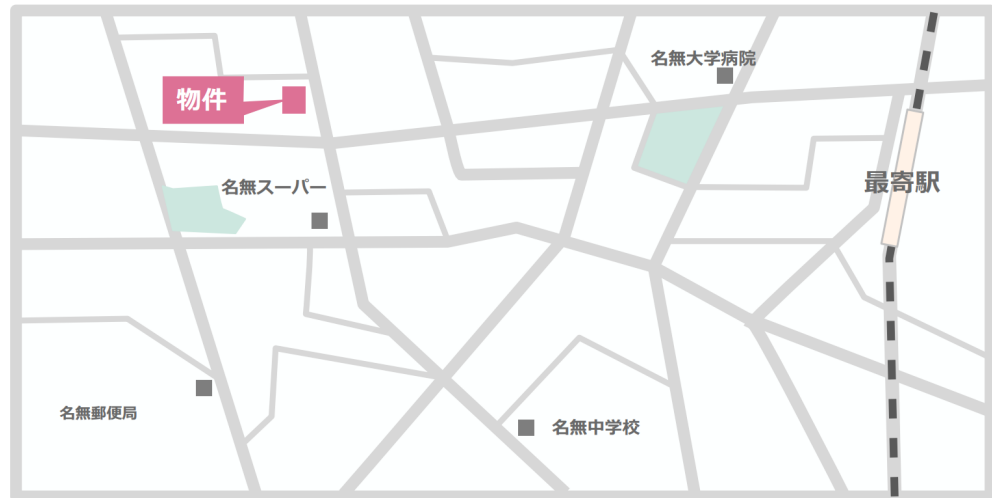 名無大学病院
物件
最寄駅
名無スーパー
名無郵便局
名無中学校